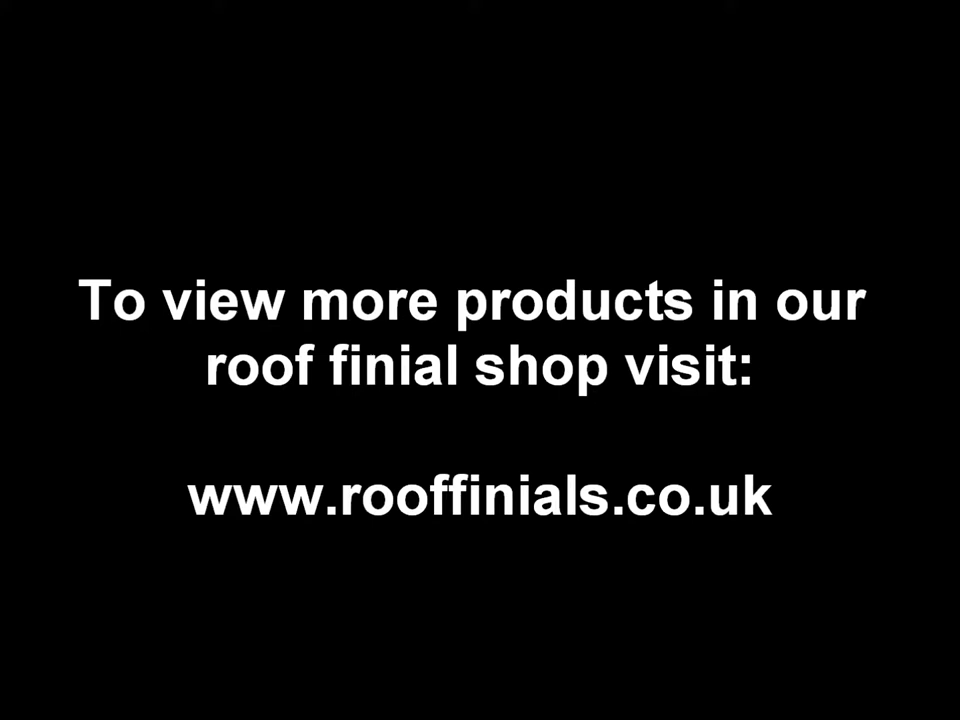 To view more products in our
roof finial shop visit:
www.rooffinials.co.uk